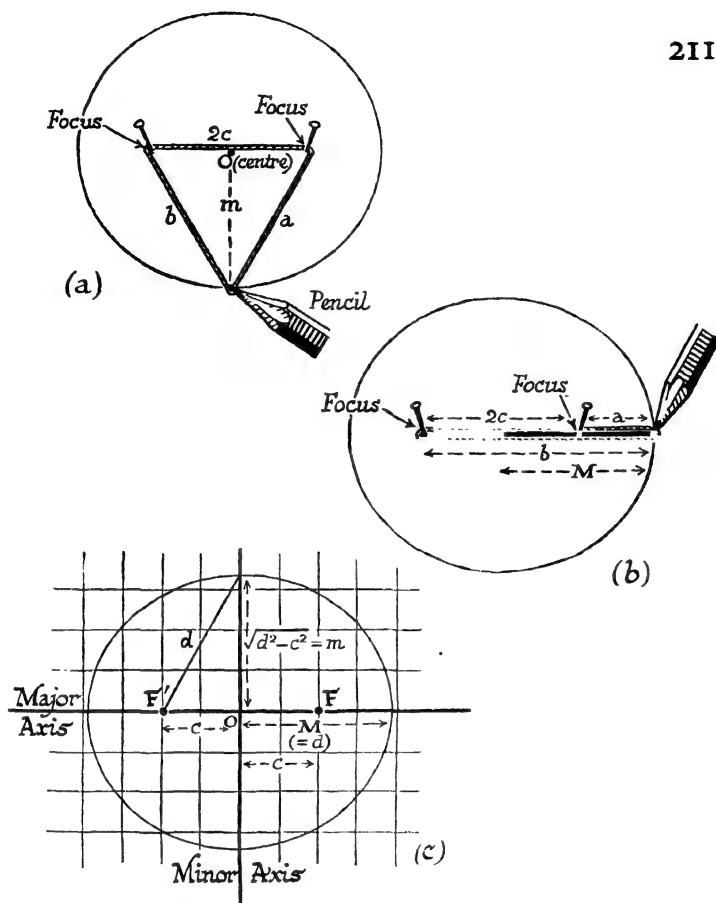 211
Focus
Focus
2c
O(centre)
b
m
a
(a)
Pencil
Focus
Focus
2c
a
b
M
(b)
d
√d²−c² = m
F'
F
Major
Axis
c
O
M
(= d)
c
Minor Axis
(c)